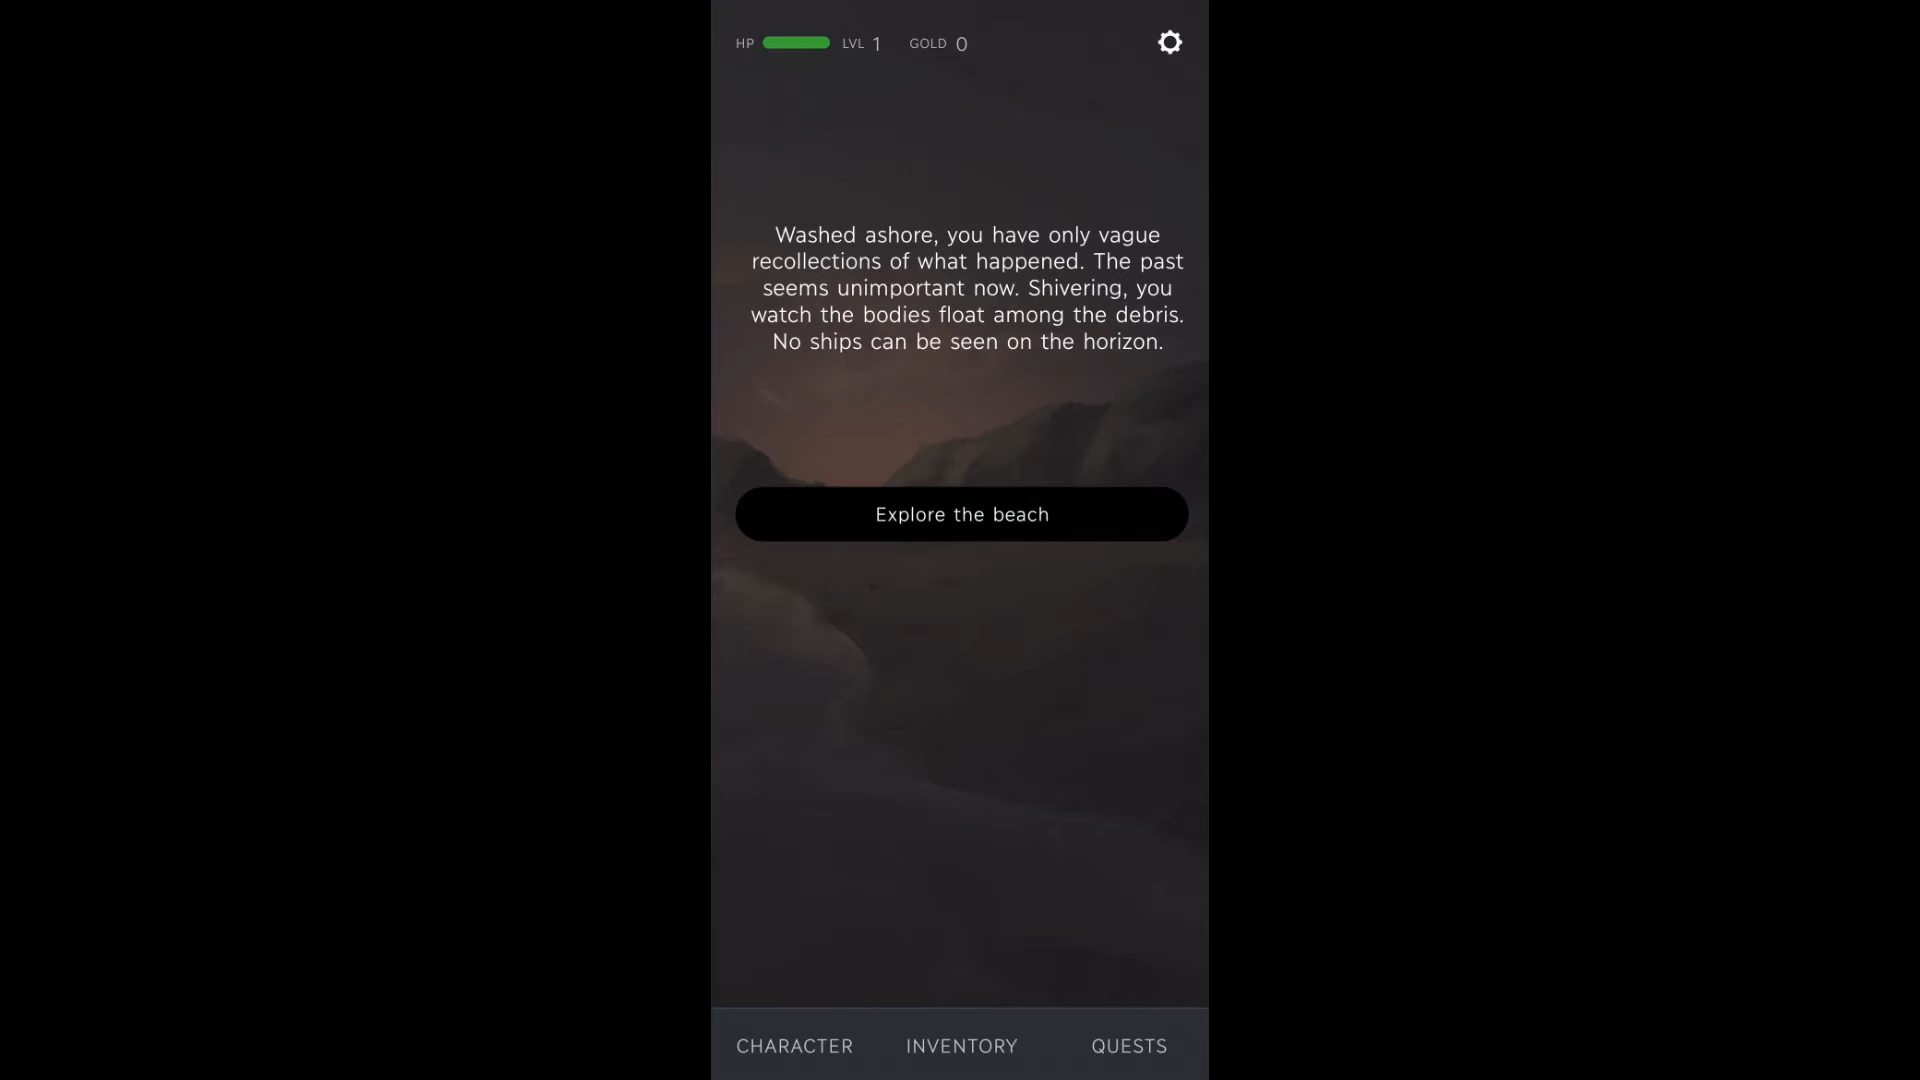 HP LVL 1 GOLD 0
Washed ashore, you have only vague
recollections of what happened. The past
seems unimportant now. Shivering, you
watch the bodies float among the debris.
No ships can be seen on the horizon.
Explore the beach
CHARACTER INVENTORY QUESTS